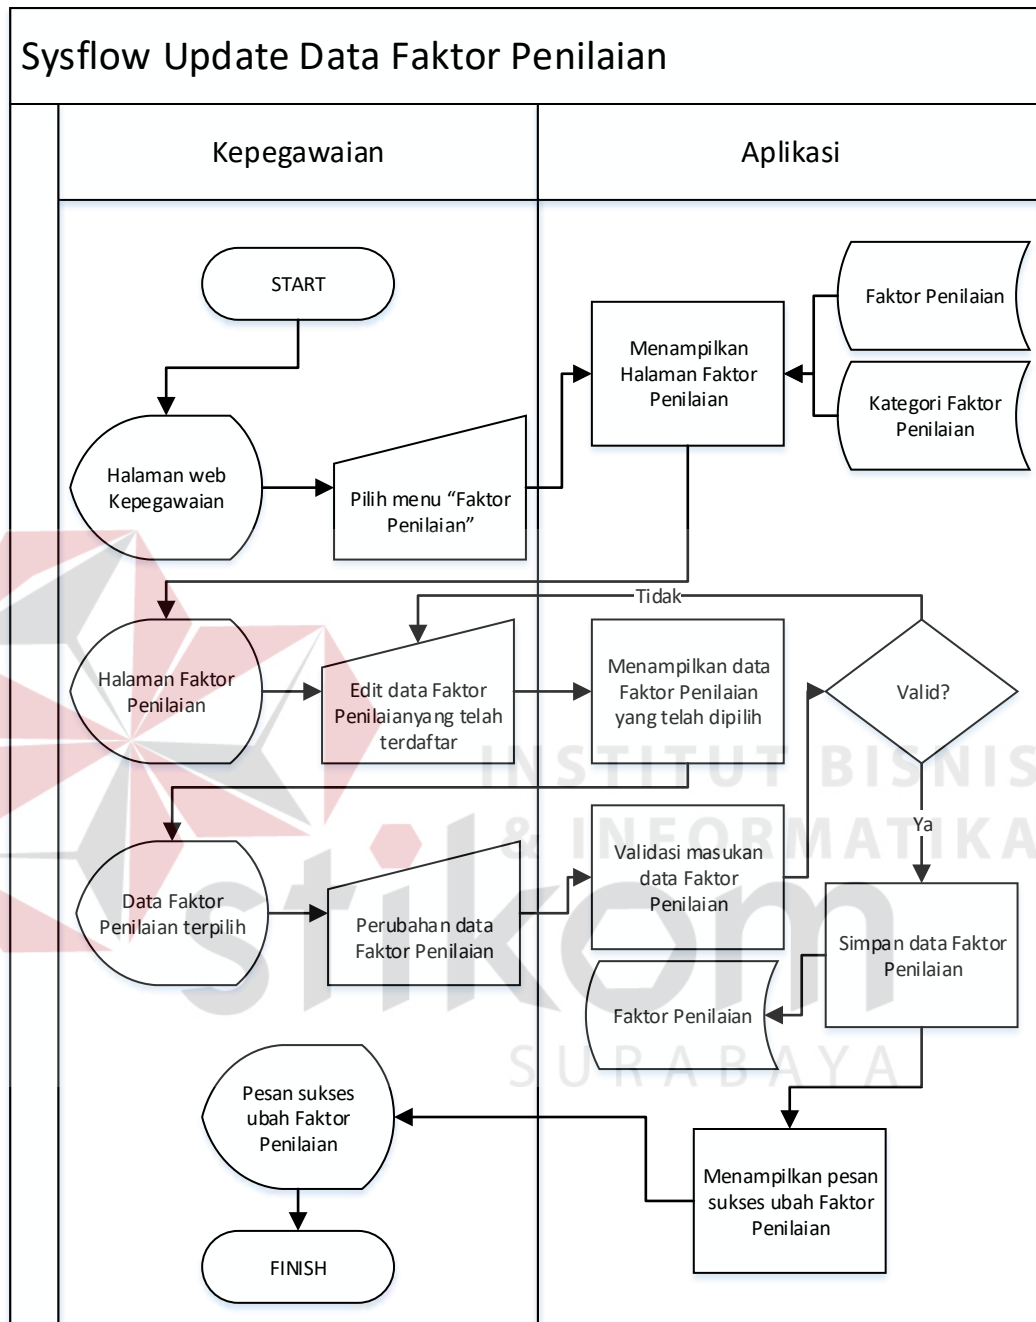 Sysflow Update Data Faktor Penilaian
Kepegawaian
Aplikasi
START
Faktor Penilaian
Menampilkan
Halaman Faktor
Penilaian
Kategori Faktor
Penilaian
Halaman web
Kepegawaian
Pilih menu “Faktor
Penilaian”
Tidak
Halaman Faktor
Penilaian
Edit data Faktor
Penilaianyang telah
terdaftar
Menampilkan data
Faktor Penilaian
yang telah dipilih
Valid?
INSTITUT BISNIS
& INFORMATIKA
Ya
Data Faktor
Penilaian terpilih
Perubahan data
Faktor Penilaian
Validasi masukan
data Faktor
Penilaian
Simpan data Faktor
Penilaian
stikom
Faktor Penilaian
SURABAYA
Pesan sukses
ubah Faktor
Penilaian
Menampilkan pesan
sukses ubah Faktor
Penilaian
FINISH